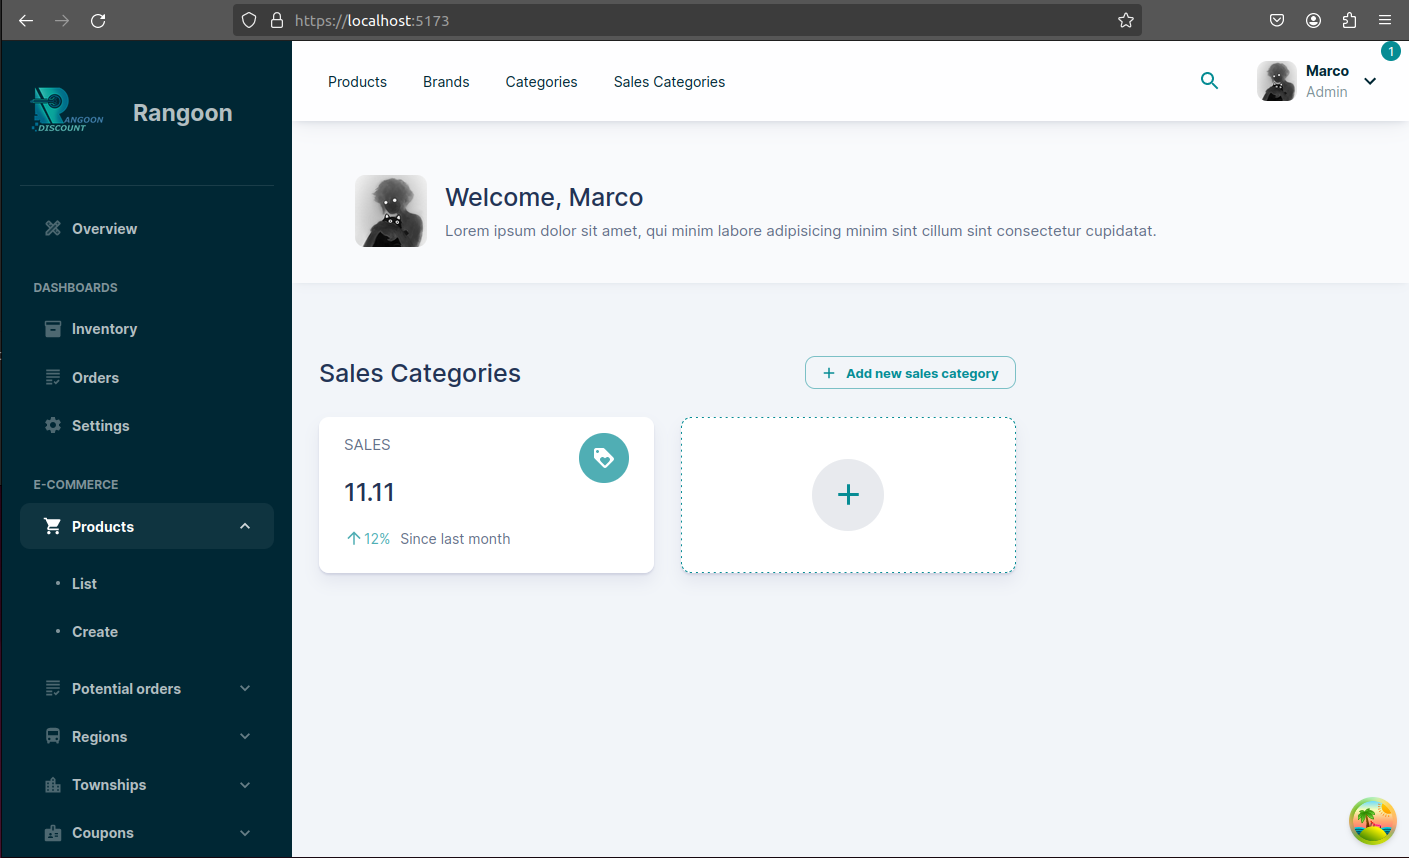 https://localhost:5173
RANGOON
DISCOUNT
Rangoon
Overview
DASHBOARDS
Inventory
Orders
Settings
E-COMMERCE
Products
List
Create
Potential orders
Regions
Townships
Coupons
Products Brands Categories Sales Categories
1
Marco
Admin
Welcome, Marco
Lorem ipsum dolor sit amet, qui minim labore adipisicing minim sint cillum sint consectetur cupidatat.
Sales Categories
Add new sales category
SALES
11.11
12% Since last month